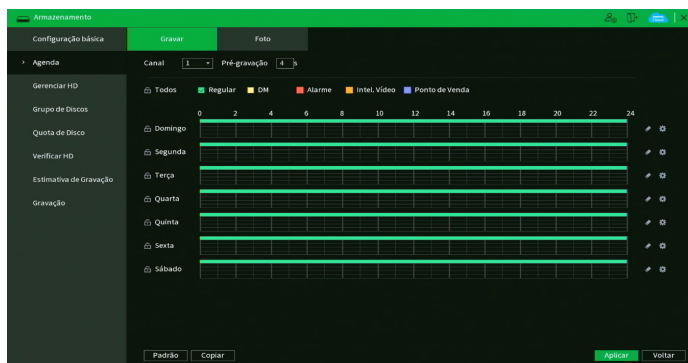 Armazenamento
Configuração básica
Gravar
Foto
Agenda
Canal 1 Pré-gravação 4 s
Gerenciar HD
Todos Regular DM Alarme Intel. Vídeo Ponto de Venda
Grupo de Discos
0 2 4 6 8 10 12 14 16 18 20 22 24
Quota de Disco
Domingo
Verificar HD
Segunda
Estimativa de Gravação
Terça
Gravação
Quarta
Quinta
Sexta
Sábado
Padrão Copiar Aplicar Voltar